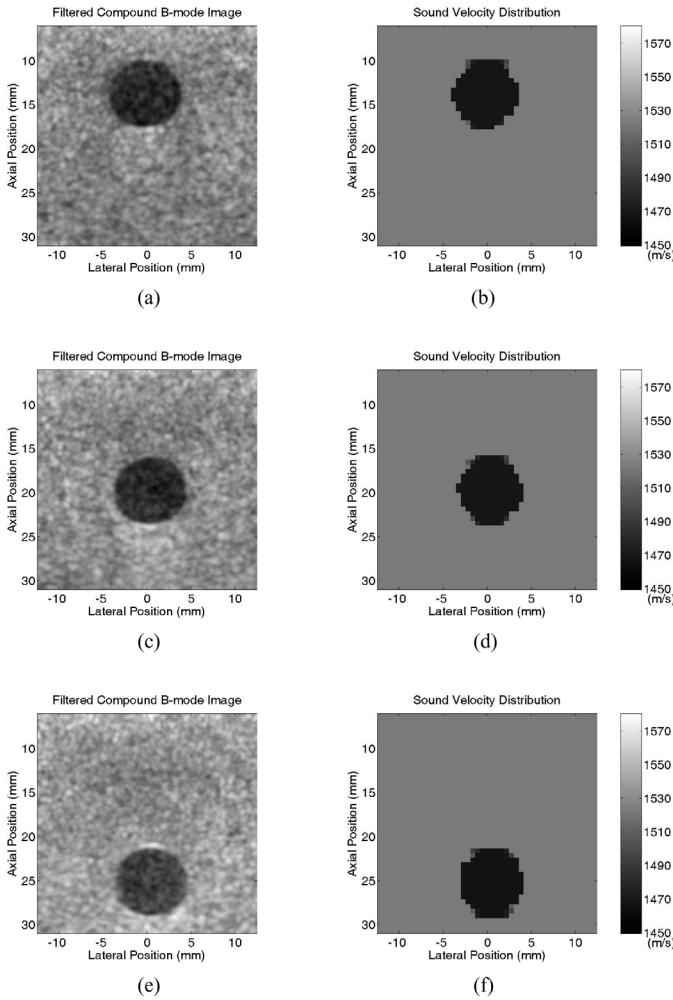 Filtered Compound B-mode Image
Sound Velocity Distribution
Axial Position (mm)
10
15
20
25
30
-10 -5 0 5 10
Lateral Position (mm)
Axial Position (mm)
10
15
20
25
30
-10 -5 0 5 10
Lateral Position (mm)
1570
1550
1530
1510
1490
1470
1450
(m/s)
(a)
(b)
Filtered Compound B-mode Image
Sound Velocity Distribution
Axial Position (mm)
10
15
20
25
30
-10 -5 0 5 10
Lateral Position (mm)
Axial Position (mm)
10
15
20
25
30
-10 -5 0 5 10
Lateral Position (mm)
1570
1550
1530
1510
1490
1470
1450
(m/s)
(c)
(d)
Filtered Compound B-mode Image
Sound Velocity Distribution
Axial Position (mm)
10
15
20
25
30
-10 -5 0 5 10
Lateral Position (mm)
Axial Position (mm)
10
15
20
25
30
-10 -5 0 5 10
Lateral Position (mm)
1570
1550
1530
1510
1490
1470
1450
(m/s)
(e)
(f)